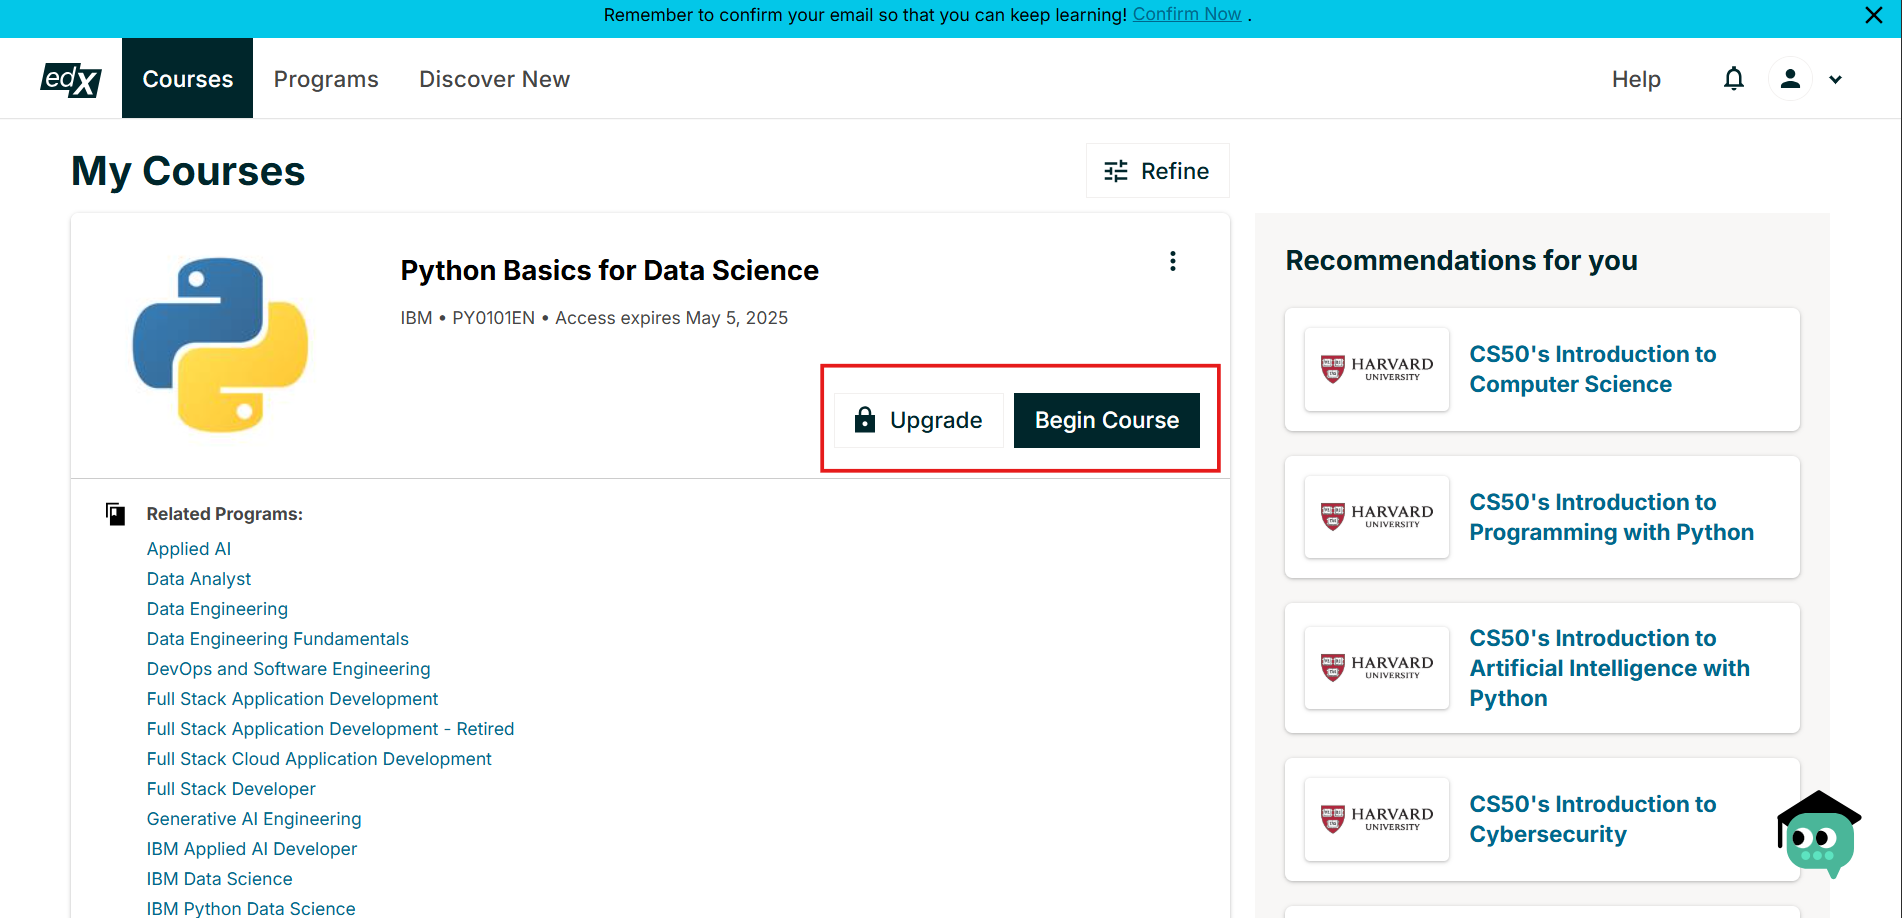 Remember to confirm your email so that you can keep learning! Confirm Now .
edX
Courses
Programs
Discover New
Help
My Courses
Refine
Python Basics for Data Science
IBM • PY0101EN • Access expires May 5, 2025
Upgrade
Begin Course
Related Programs:
Applied AI
Data Analyst
Data Engineering
Data Engineering Fundamentals
DevOps and Software Engineering
Full Stack Application Development
Full Stack Application Development - Retired
Full Stack Cloud Application Development
Full Stack Developer
Generative AI Engineering
IBM Applied AI Developer
IBM Data Science
IBM Python Data Science
Recommendations for you
HARVARD
UNIVERSITY
CS50's Introduction to
Computer Science
HARVARD
UNIVERSITY
CS50's Introduction to
Programming with Python
HARVARD
UNIVERSITY
CS50's Introduction to
Artificial Intelligence with
Python
HARVARD
UNIVERSITY
CS50's Introduction to
Cybersecurity